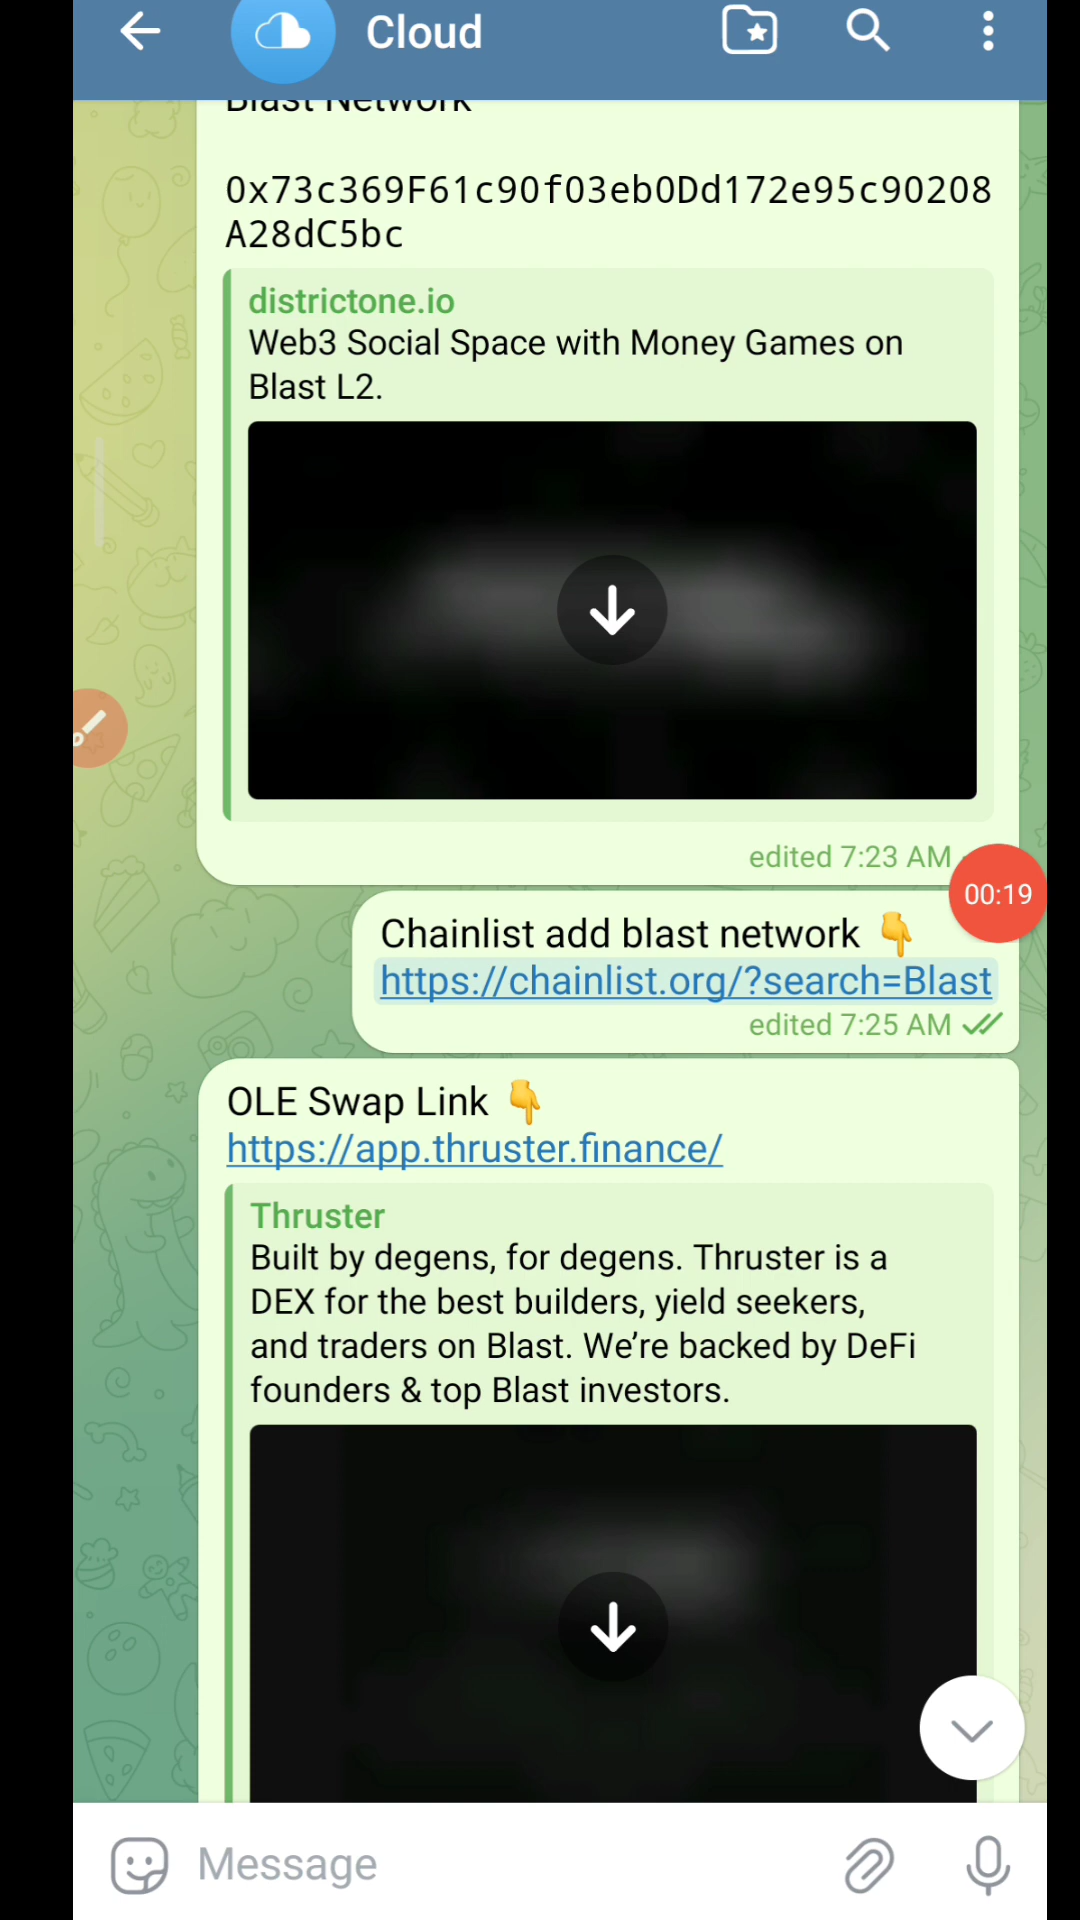 Cloud
Blast Network
0x73c369F61c90f03eb0Dd172e95c90208
A28dC5bc
districtone.io
Web3 Social Space with Money Games on
Blast L2.
edited 7:23 AM
00:19
Chainlist add blast network 👇
https://chainlist.org/?search=Blast
edited 7:25 AM
OLE Swap Link 👇
https://app.thruster.finance/
Thruster
Built by degens, for degens. Thruster is a
DEX for the best builders, yield seekers,
and traders on Blast. We’re backed by DeFi
founders & top Blast investors.
Message